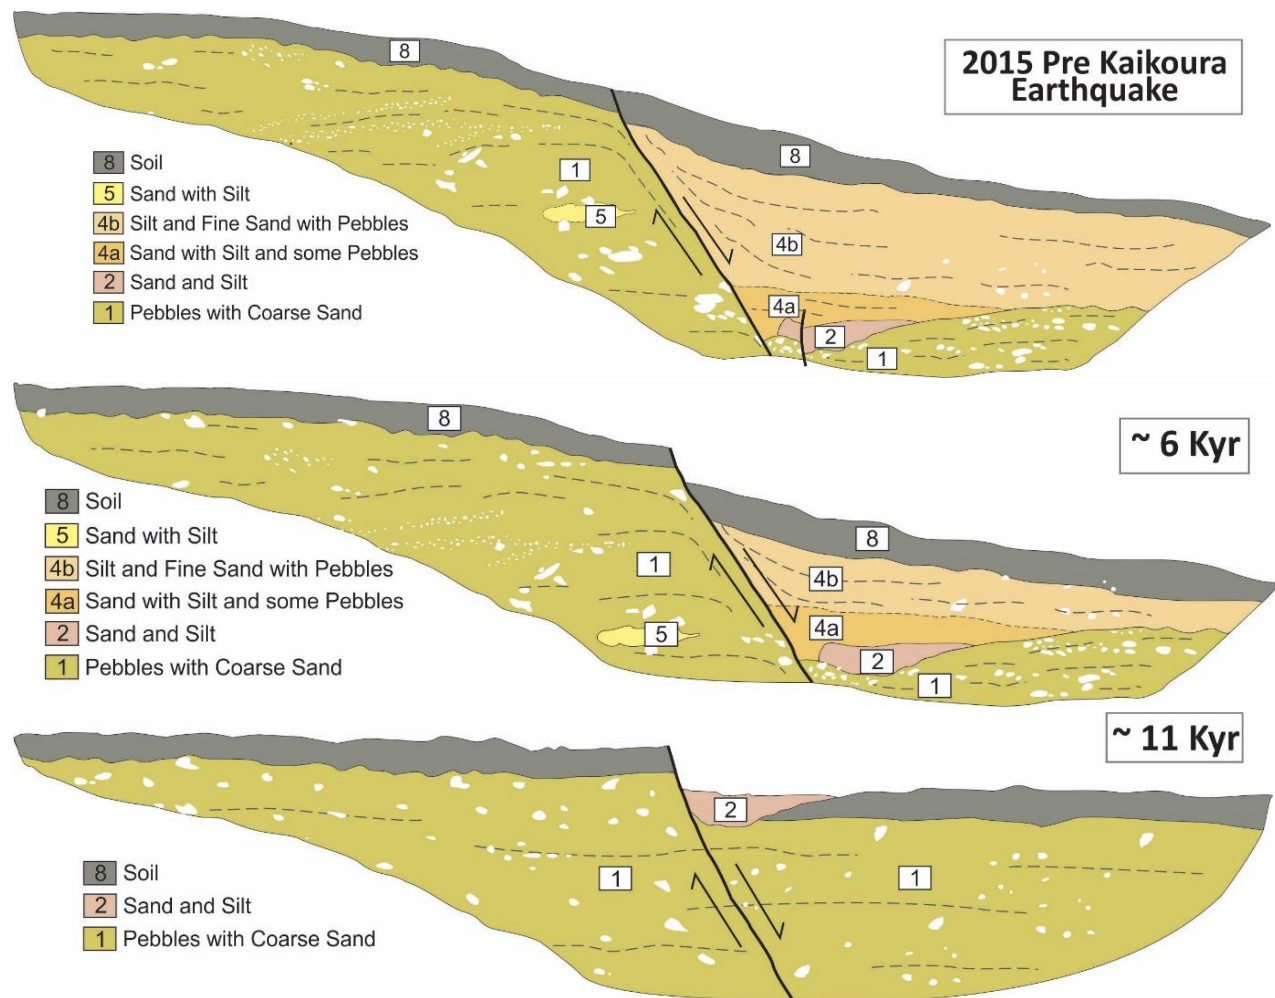 2015 Pre Kaikoura
Earthquake
8
8
1
5
4b
4a
2
1
8 Soil
5 Sand with Silt
4b Silt and Fine Sand with Pebbles
4a Sand with Silt and some Pebbles
2 Sand and Silt
1 Pebbles with Coarse Sand
~ 6 Kyr
8
8
1
5
4b
4a
2
1
8 Soil
5 Sand with Silt
4b Silt and Fine Sand with Pebbles
4a Sand with Silt and some Pebbles
2 Sand and Silt
1 Pebbles with Coarse Sand
~ 11 Kyr
2
1
1
8 Soil
2 Sand and Silt
1 Pebbles with Coarse Sand